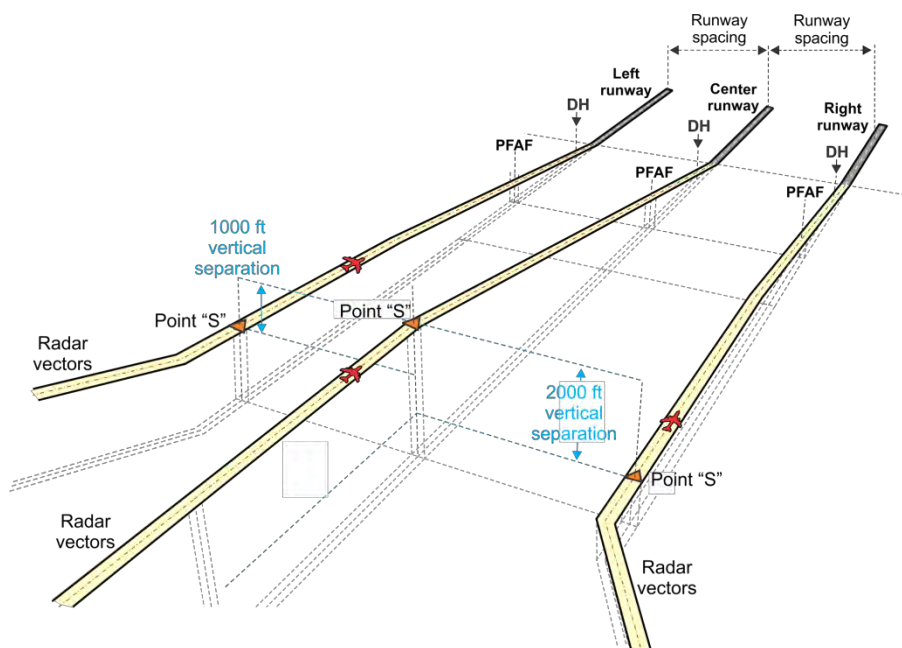 Runway
spacing
Runway
spacing
Left
runway
Center
runway
Right
runway
DH
DH
DH
PFAF
PFAF
PFAF
1000 ft
vertical
separation
Point “S”
Point “S”
Radar
vectors
2000 ft
vertical
separation
Point “S”
Radar
vectors
Radar
vectors